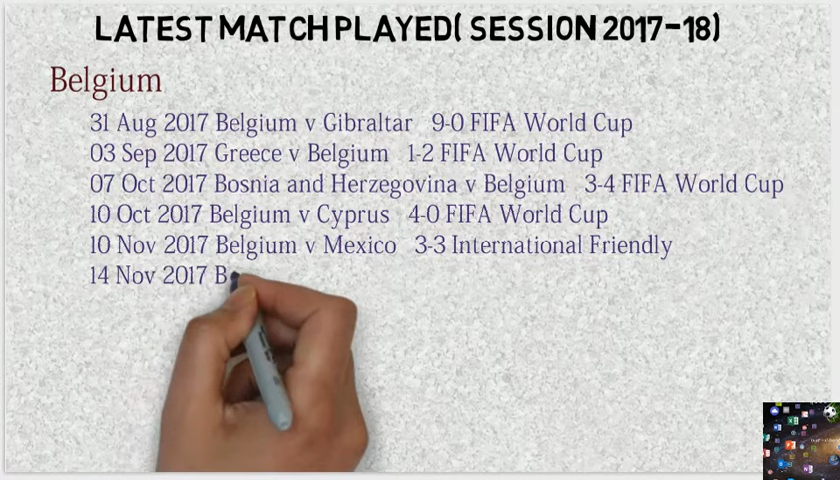 LATEST MATCH PLAYED( SESSION 2017-18)
Belgium
31 Aug 2017 Belgium v Gibraltar 9-0 FIFA World Cup
03 Sep 2017 Greece v Belgium 1-2 FIFA World Cup
07 Oct 2017 Bosnia and Herzegovina v Belgium 3-4 FIFA World Cup
10 Oct 2017 Belgium v Cyprus 4-0 FIFA World Cup
10 Nov 2017 Belgium v Mexico 3-3 International Friendly
14 Nov 2017 B